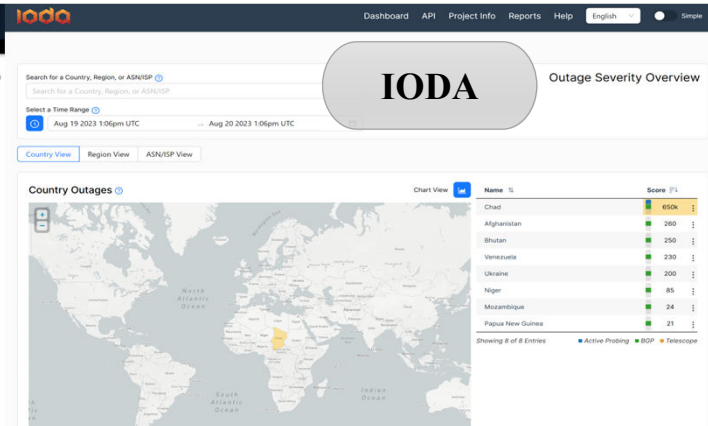 IODA
Dashboard API Project Info Reports Help English Simple
IODA
Search for a Country, Region, or ASN/ISP
Search for a Country, Region, or ASN/ISP
Outage Severity Overview
Select a Time Range
Aug 19 2023 1:06pm UTC → Aug 20 2023 1:06pm UTC
Country View Region View ASN/ISP View
Country Outages
Chart View
Name Score
Chad 650k
Afghanistan 260
Bhutan 250
Venezuela 230
Ukraine 200
Niger 85
Mozambique 24
Papua New Guinea 21
Showing 8 of 8 Entries Active Probing BGP Telescope
+
−
North
Atlantic
Ocean
South
Atlantic
Ocean
Indian
Ocean